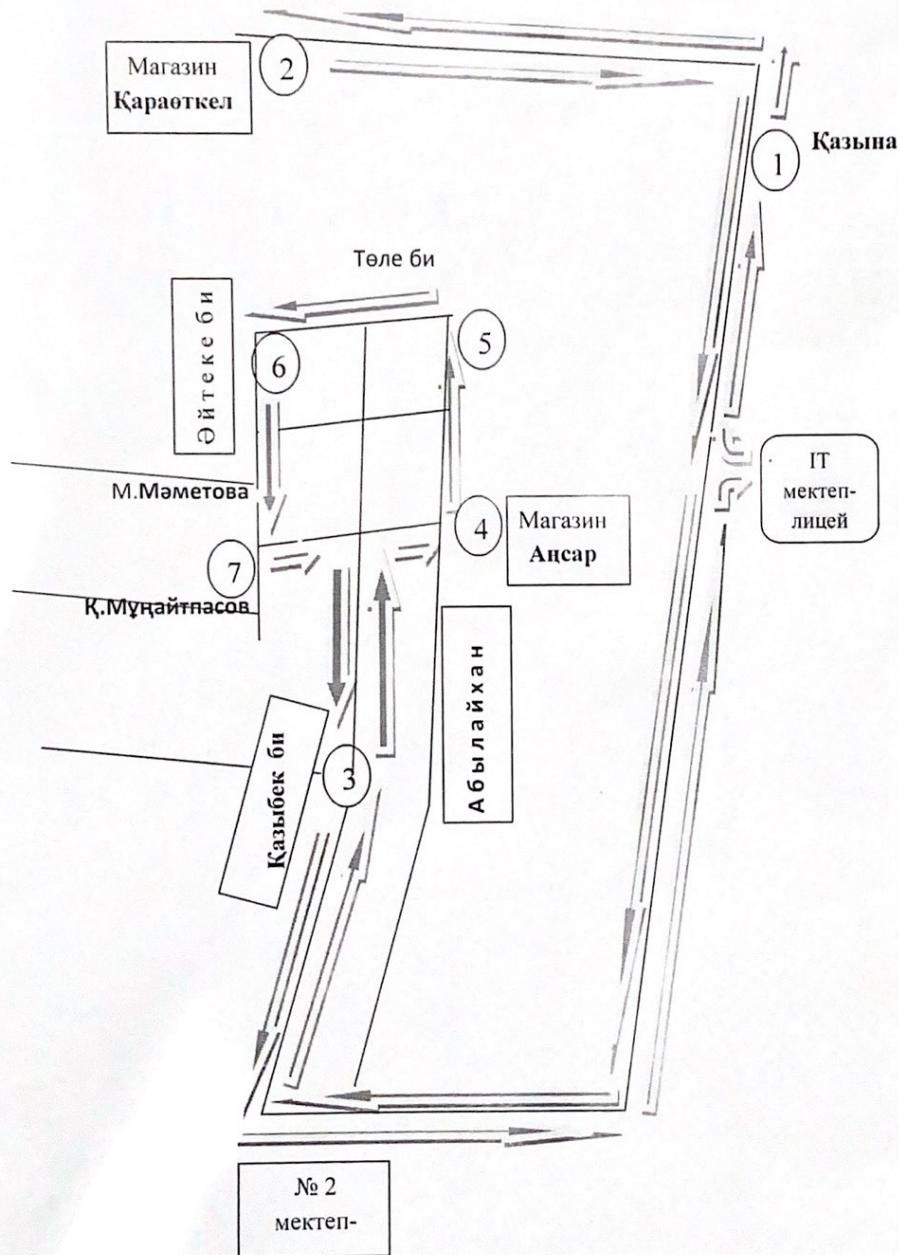 Магазин
Қараөткел
2
1
Қазына
Төле би
Әйтеке би
6
5
М.Мәметова
4
Магазин
Аңсар
IT
мектеп-
лицей
7
Қ.Мұңайтпасов
Абылайхан
Қазыбек би
3
№ 2
мектеп-